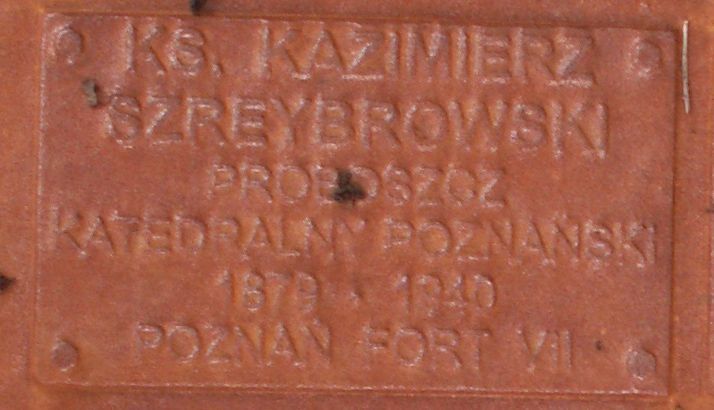 KS. KAZIMIERZ
SZREYBROWSKI
PROBOSZCZ
KATEDRALNY POZNAŃSKI
1879 - 1940
POZNAŃ FORT VII